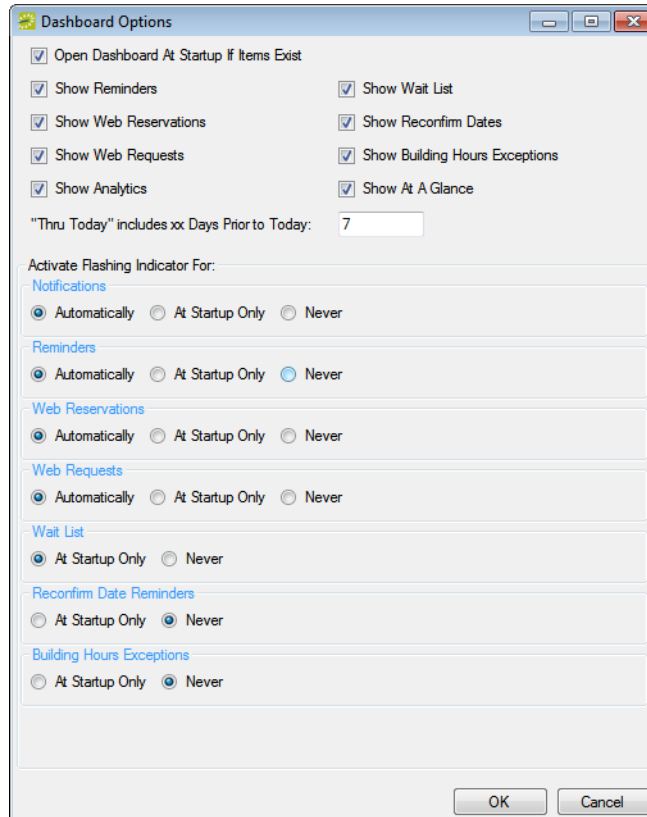 Dashboard Options
Open Dashboard At Startup If Items Exist
Show Reminders Show Wait List
Show Web Reservations Show Reconfirm Dates
Show Web Requests Show Building Hours Exceptions
Show Analytics Show At A Glance
"Thru Today" includes xx Days Prior to Today: 7
Activate Flashing Indicator For:
Notifications
Automatically At Startup Only Never
Reminders
Automatically At Startup Only Never
Web Reservations
Automatically At Startup Only Never
Web Requests
Automatically At Startup Only Never
Wait List
At Startup Only Never
Reconfirm Date Reminders
At Startup Only Never
Building Hours Exceptions
At Startup Only Never
OK Cancel